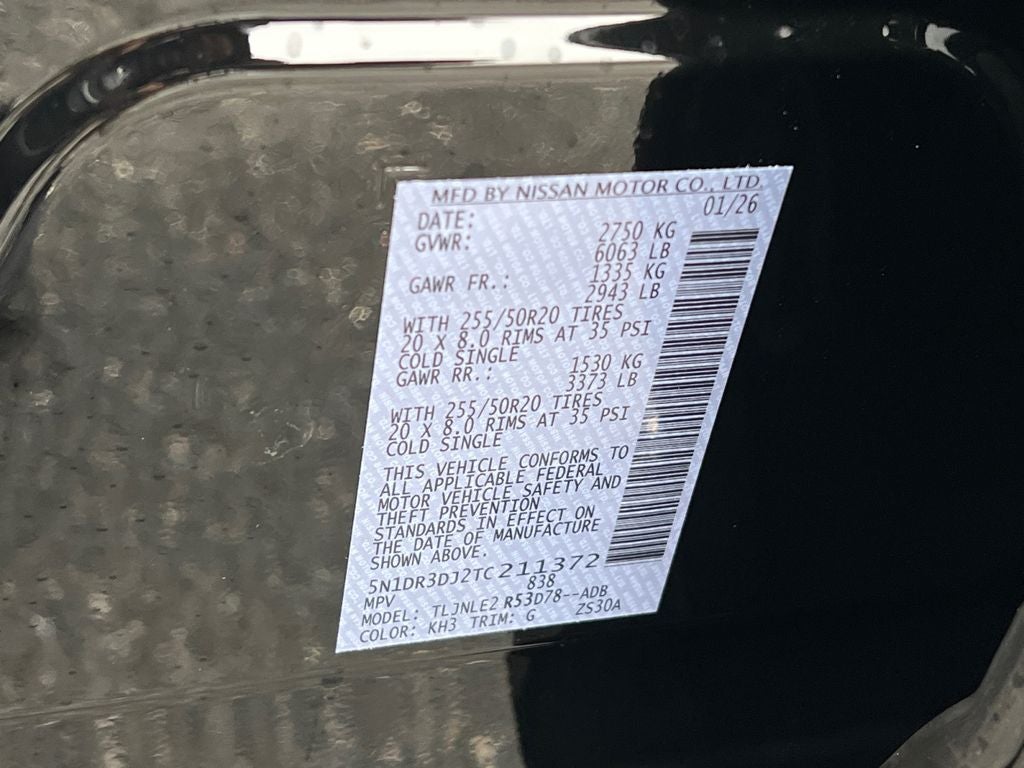 MFD BY NISSAN MOTOR CO., LTD.
DATE: 01/26
GVWR: 2750 KG
6063 LB
GAWR FR.: 1335 KG
2943 LB
WITH 255/50R20 TIRES
20 X 8.0 RIMS AT 35 PSI
COLD SINGLE
GAWR RR.: 1530 KG
3373 LB
WITH 255/50R20 TIRES
20 X 8.0 RIMS AT 35 PSI
COLD SINGLE
THIS VEHICLE CONFORMS TO
ALL APPLICABLE FEDERAL
MOTOR VEHICLE SAFETY AND
THEFT PREVENTION
STANDARDS IN EFFECT ON
THE DATE OF MANUFACTURE
SHOWN ABOVE.
5N1DR3DJ2TC211372
MPV 838
MODEL: TLJNLE2 R53D78--ADB
COLOR: KH3 TRIM: G ZS30A